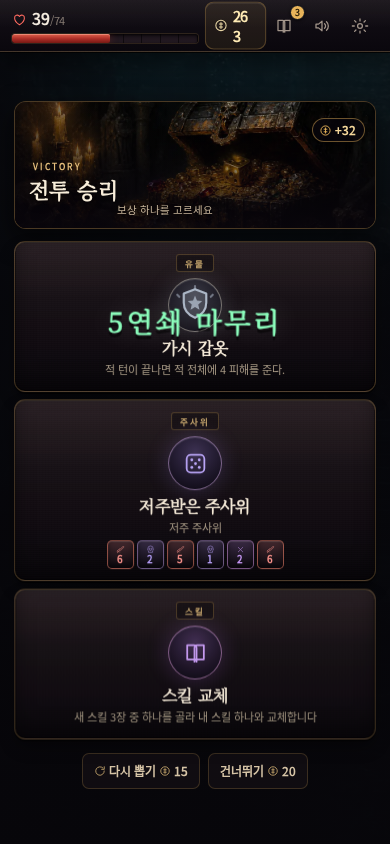 39/74
26
3
3
+32
VICTORY
전투 승리
보상 하나를 고르세요
유물
5연쇄 마무리
가시 갑옷
적 턴이 끝나면 적 전체에 4 피해를 준다.
주사위
저주받은 주사위
저주 주사위
6 2 5 1 2 6
스킬
스킬 교체
새 스킬 3장 중 하나를 골라 내 스킬 하나와 교체합니다
다시 뽑기 15 건너뛰기 20